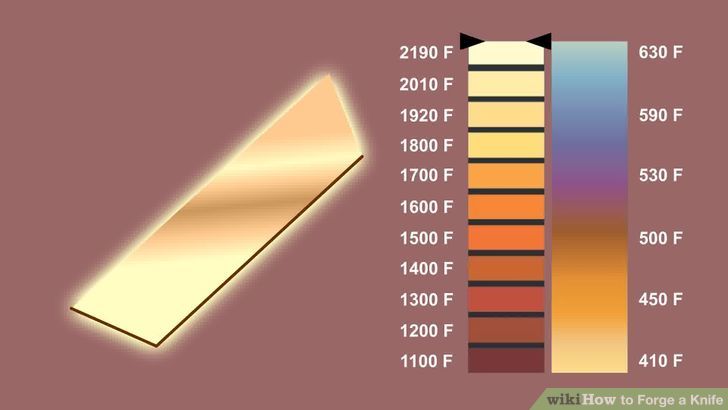 2190 F
2010 F
1920 F
1800 F
1700 F
1600 F
1500 F
1400 F
1300 F
1200 F
1100 F
630 F
590 F
530 F
500 F
450 F
410 F
wikiHow to Forge a Knife